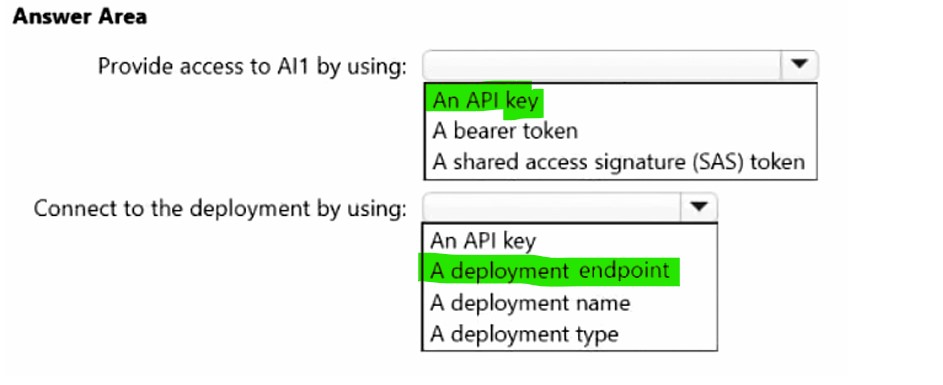 Answer Area
Provide access to AI1 by using:
An API key
A bearer token
A shared access signature (SAS) token
Connect to the deployment by using:
An API key
A deployment endpoint
A deployment name
A deployment type